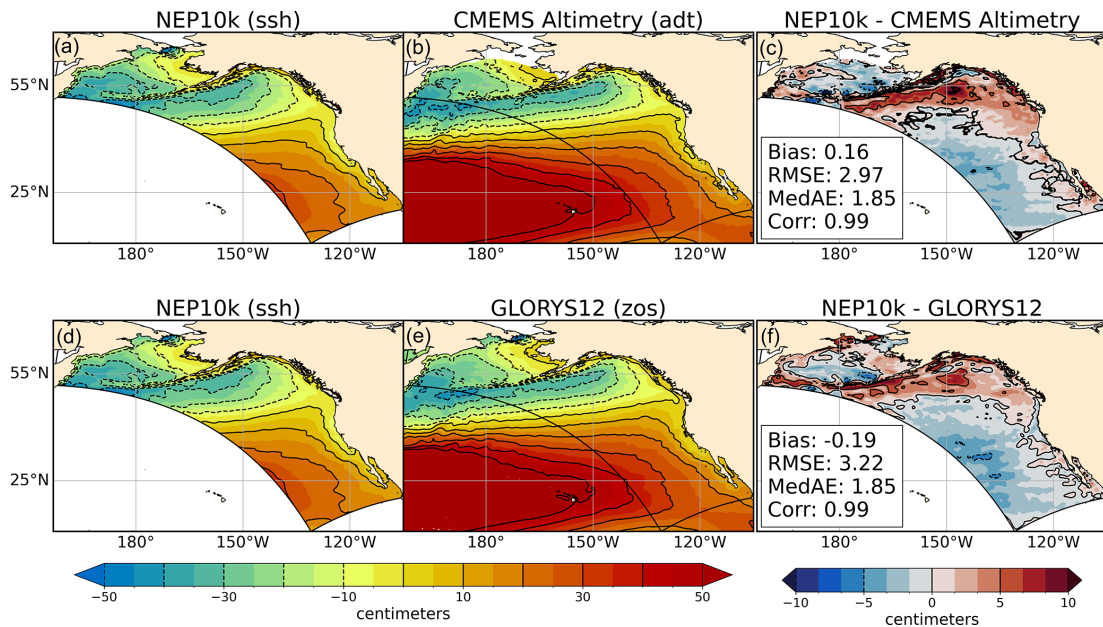 NEP10k (ssh) CMEMS Altimetry (adt) NEP10k - CMEMS Altimetry
(a) (b) (c)
55°N
25°N
Bias: 0.16
RMSE: 2.97
MedAE: 1.85
Corr: 0.99
180° 150°W 120°W 180° 150°W 120°W 180° 150°W 120°W
NEP10k (ssh) GLORYS12 (zos) NEP10k - GLORYS12
(d) (e) (f)
55°N
25°N
Bias: -0.19
RMSE: 3.22
MedAE: 1.85
Corr: 0.99
180° 150°W 120°W 180° 150°W 120°W 180° 150°W 120°W
−50 −30 −10 10 30 50 −10 −5 0 5 10
centimeters centimeters